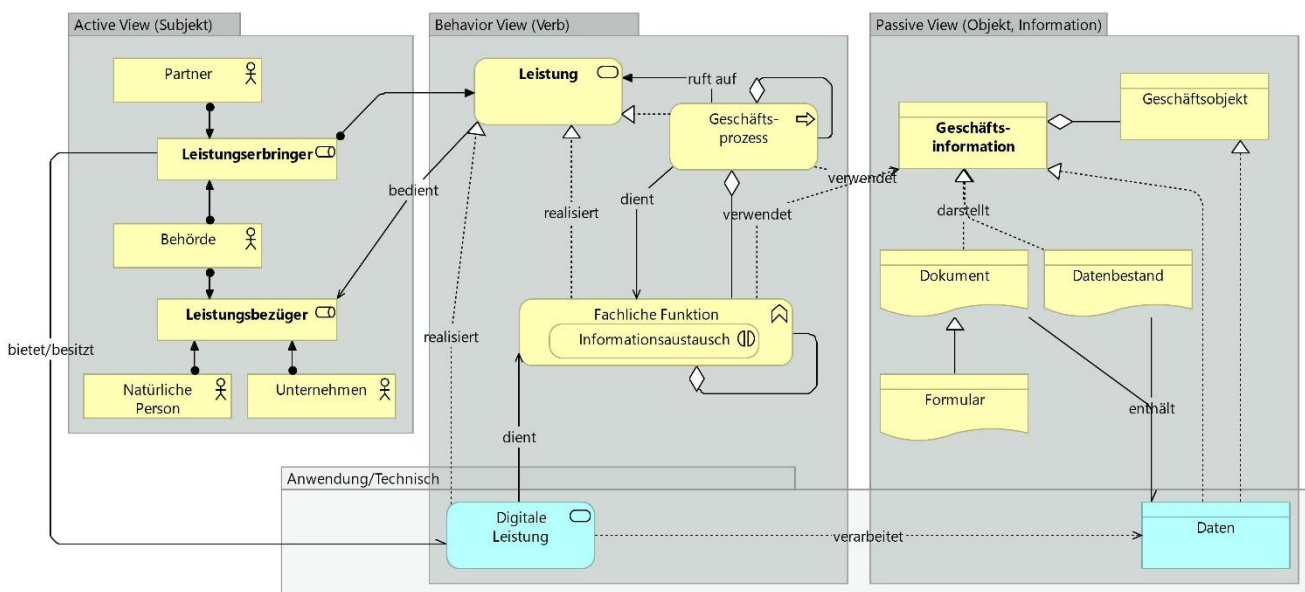 Active View (Subjekt)
Behavior View (Verb)
Passive View (Objekt, Information)
Partner
Leistung
ruft auf
Geschäftsobjekt
Geschäfts-
prozess
Geschäfts-
information
Leistungserbringer
bedient
verwendet
realisiert
dient
verwendet
darstellt
Behörde
Dokument
Datenbestand
Leistungsbezüger
Fachliche Funktion
Informationsaustausch
realisiert
bietet/besitzt
Natürliche
Person
Unternehmen
Formular
enthält
dient
Anwendung/Technisch
Digitale
Leistung
verarbeitet
Daten